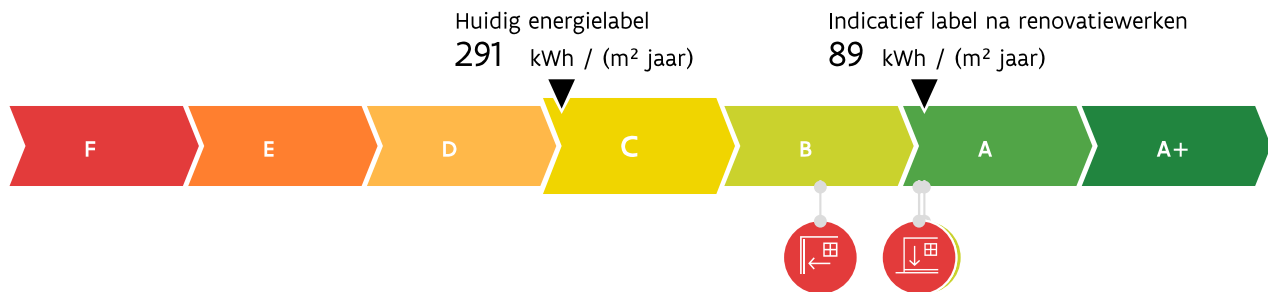 Huidig energielabel
291 kWh / (m² jaar)
Indicatief label na renovatiewerken
89 kWh / (m² jaar)
F E D C B A A+